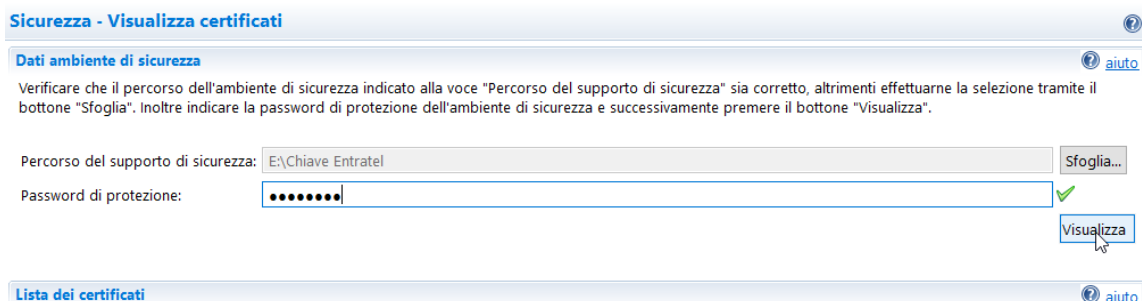 Sicurezza - Visualizza certificati
Dati ambiente di sicurezza
aiuto
Verificare che il percorso dell'ambiente di sicurezza indicato alla voce "Percorso del supporto di sicurezza" sia corretto, altrimenti effettuarne la selezione tramite il
bottone "Sfoglia". Inoltre indicare la password di protezione dell'ambiente di sicurezza e successivamente premere il bottone "Visualizza".
Percorso del supporto di sicurezza: E:\Chiave Entratel Sfoglia...
Password di protezione: ●●●●●●●●
Visualizza
Lista dei certificati
aiuto